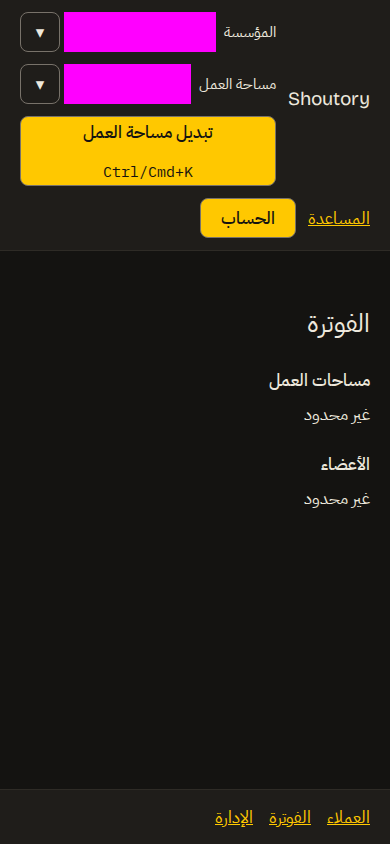 المؤسسة
▼
مساحة العمل
▼
Shoutory
تبديل مساحة العمل
Ctrl/Cmd+K
المساعدة
الحساب
الفوترة
مساحات العمل
غير محدود
الأعضاء
غير محدود
العملاء الفوترة الإدارة